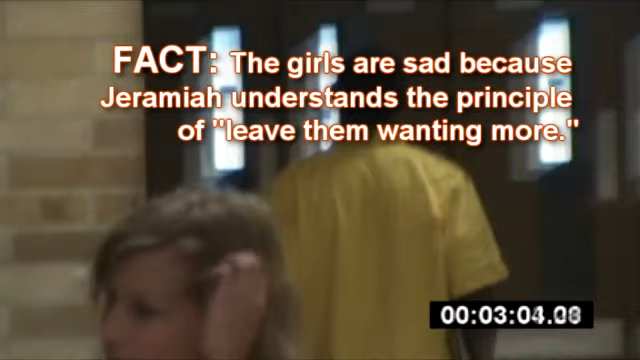 FACT: The girls are sad because
Jeramiah understands the principle
of "leave them wanting more."
00:03:04.08